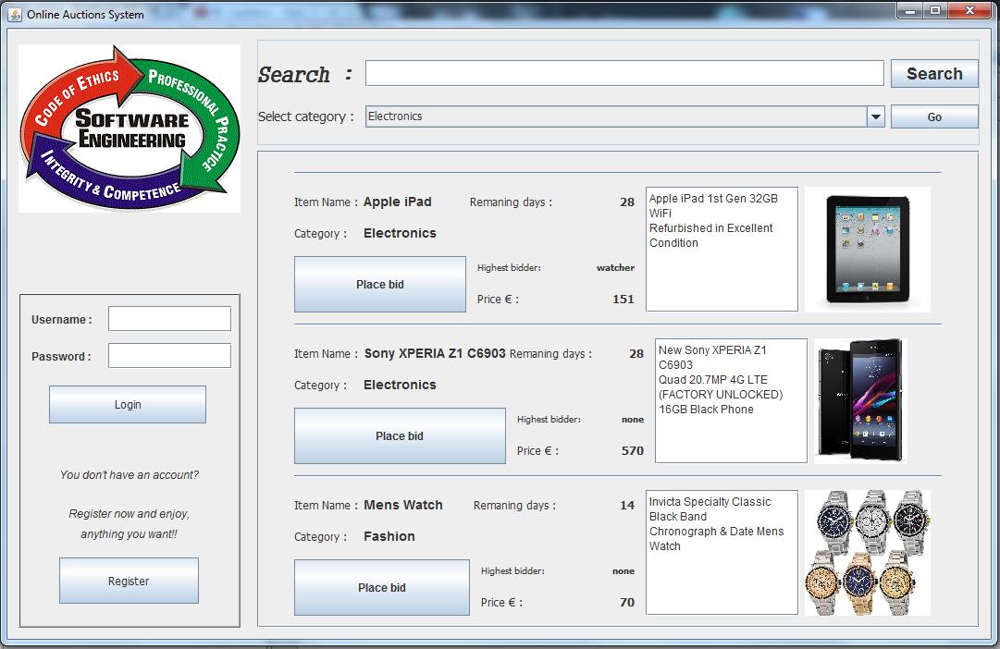 Online Auctions System
CODE OF ETHICS
PROFESSIONAL PRACTICE
INTEGRITY & COMPETENCE
SOFTWARE
ENGINEERING
Search :
Search
Select category :
Electronics
Go
Item Name : Apple iPad Remaning days : 28
Category : Electronics
Place bid
Highest bidder: watcher
Price € : 151
Apple iPad 1st Gen 32GB
WiFi
Refurbished in Excellent
Condition
Item Name : Sony XPERIA Z1 C6903 Remaning days : 28
Category : Electronics
Place bid
Highest bidder: none
Price € : 570
New Sony XPERIA Z1
C6903
Quad 20.7MP 4G LTE
(FACTORY UNLOCKED)
16GB Black Phone
Item Name : Mens Watch Remaning days : 14
Category : Fashion
Place bid
Highest bidder: none
Price € : 70
Invicta Specialty Classic
Black Band
Chronograph & Date Mens
Watch
Username :
Password :
Login
You don't have an account?
Register now and enjoy,
anything you want!!
Register